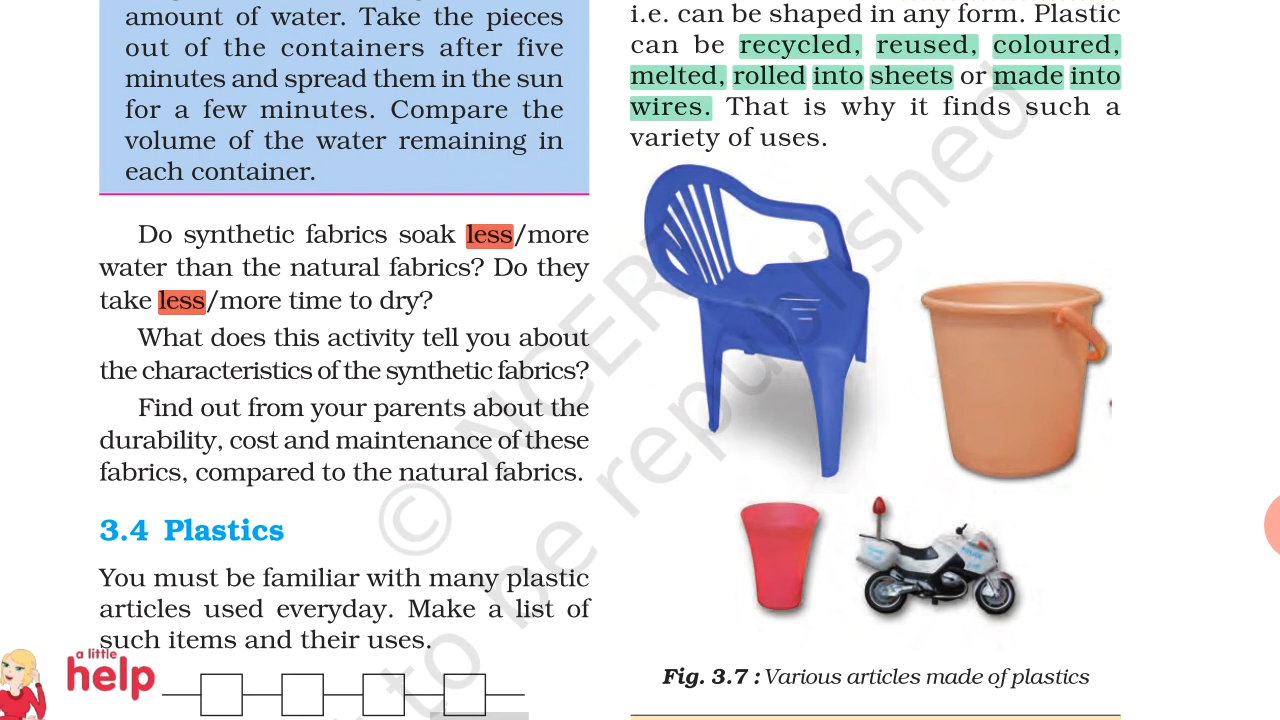 amount of water. Take the pieces
out of the containers after five
minutes and spread them in the sun
for a few minutes. Compare the
volume of the water remaining in
each container.
Do synthetic fabrics soak less/more
water than the natural fabrics? Do they
take less/more time to dry?
What does this activity tell you about
the characteristics of the synthetic fabrics?
Find out from your parents about the
durability, cost and maintenance of these
fabrics, compared to the natural fabrics.
3.4 Plastics
You must be familiar with many plastic
articles used everyday. Make a list of
such items and their uses.
a little
help
i.e. can be shaped in any form. Plastic
can be recycled, reused, coloured,
melted, rolled into sheets or made into
wires. That is why it finds such a
variety of uses.
POLICE
Fig. 3.7 : Various articles made of plastics
© NCERT
to be republished